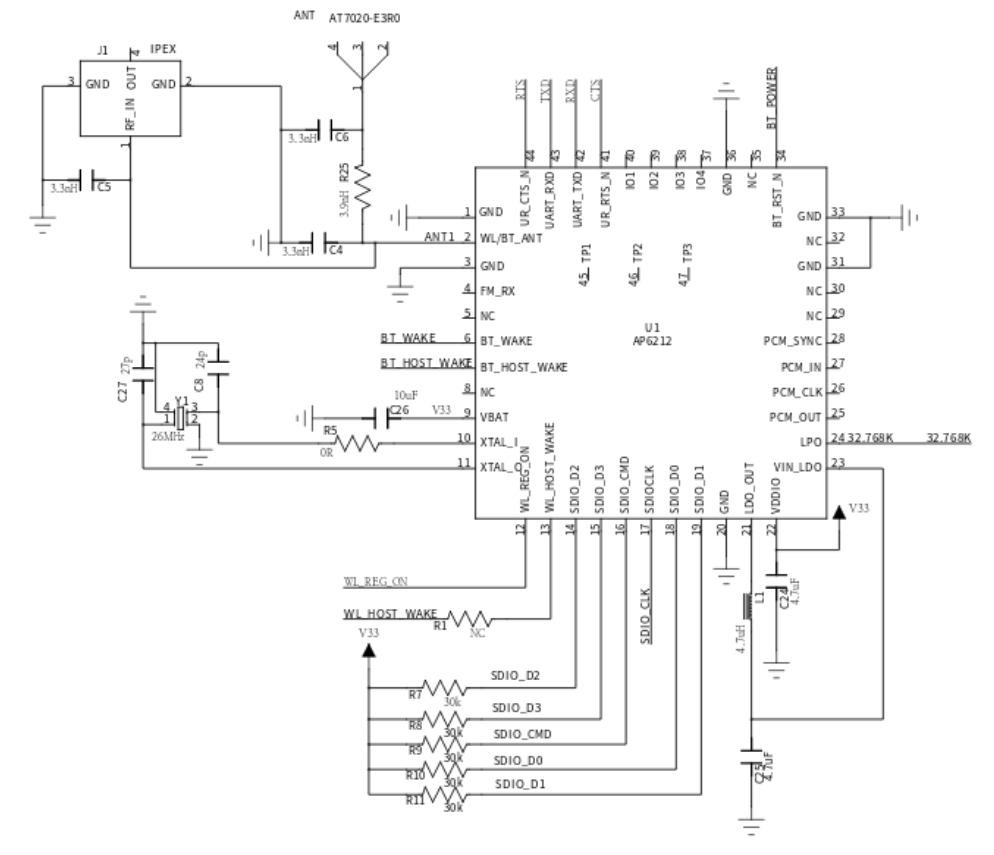 ANT AT7020-E3R0
J1 4 IPEX
4 3 2
3 GND OUT GND 2
RF_IN
1
1
3.3nH C6
3.3nH C5
R25
3.9nH
3.3nH C4
RTS TXD RXD CTS BT_POWER
44 43 42 41 40 39 38 37 36 35 34
UR_CTS_N UART_RXD UART_TXD UR_RTS_N IO1 IO2 IO3 IO4 GND NC BT_RST_N
1 GND
ANT1 2 WL/BT_ANT
3 GND
4 FM_RX
5 NC
BT_WAKE 6 BT_WAKE
BT_HOST_WAKE 7 BT_HOST_WAKE
8 NC
10uF
C26 V33 9 VBAT
R5 0R 10 XTAL_I
11 XTAL_O
45 TP1 46 TP2 47 TP3
U1
AP6212
GND 33
NC 32
GND 31
NC 30
NC 29
PCM_SYNC 28
PCM_IN 27
PCM_CLK 26
PCM_OUT 25
LPO 24 32.768K 32.768K
VIN_LDO 23
C27 27p
24p C8
Y1
4 3
1 2
26MHz
WL_REG_ON WL_HOST_WAKE SDIO_D2 SDIO_D3 SDIO_CMD SDIOCLK SDIO_D0 SDIO_D1 GND LDO_OUT VDDIO
12 13 14 15 16 17 18 19 20 21 22
V33
WL_REG_ON
WL_HOST_WAKE
R1 NC
SDIO_CLK
L1
4.7uH
C24
4.7uF
V33
SDIO_D2
R7 30k
SDIO_D3
R8 30k
SDIO_CMD
R9 30k
SDIO_D0
R10 30k
SDIO_D1
R11 30k
4.7uF